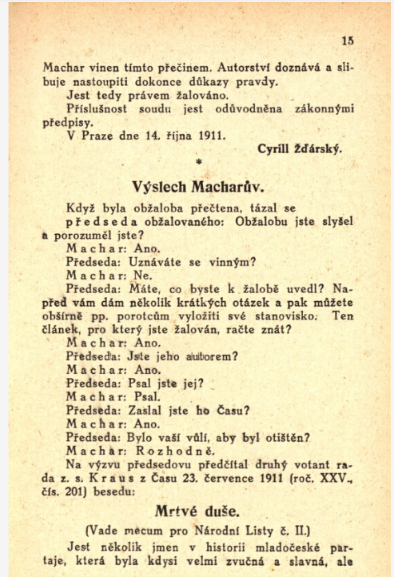 15
Machar vinen tímto přečinem. Autorství doznává a sli-
buje nastoupiti dokonce důkazy pravdy.
Jest tedy právem žalováno.
Příslušnost soudu jest odůvodněna zákonnými
předpisy.
V Praze dne 14. října 1911.
Cyrill Žďárský.
*
Výslech Macharův.
Když byla obžaloba přečtena, tázal se
předseda obžalovaného: Obžalobu jste slyšel
a porozuměl jste?
Machar: Ano.
Předseda: Uznáváte se vinným?
Machar: Ne.
Předseda: Máte, co byste k žalobě uvedl? Na-
před vám dám několik krátkých otázek a pak můžete
obšírně pp. porotcům vyložiti své stanovisko. Ten
článek, pro který jste žalován, račte znát?
Machar: Ano.
Předseda: Jste jeho autorem?
Machar: Ano.
Předseda: Psal jste jej?
Machar: Psal.
Předseda: Zaslal jste ho Času?
Machar: Ano.
Předseda: Bylo vaší vůlí, aby byl otištěn?
Machar: Rozhodně.
Na výzvu předsedovu předčítal druhý votant ra-
da z. s. Kraus z Času 23. července 1911 (roč. XXV.,
čís. 201) besedu:
Mrtvé duše.
(Vade mecum pro Národní Listy č. II.)
Jest několik jmen v historii mladočeské par-
taje, která byla kdysi velmi zvučná a slavná, ale